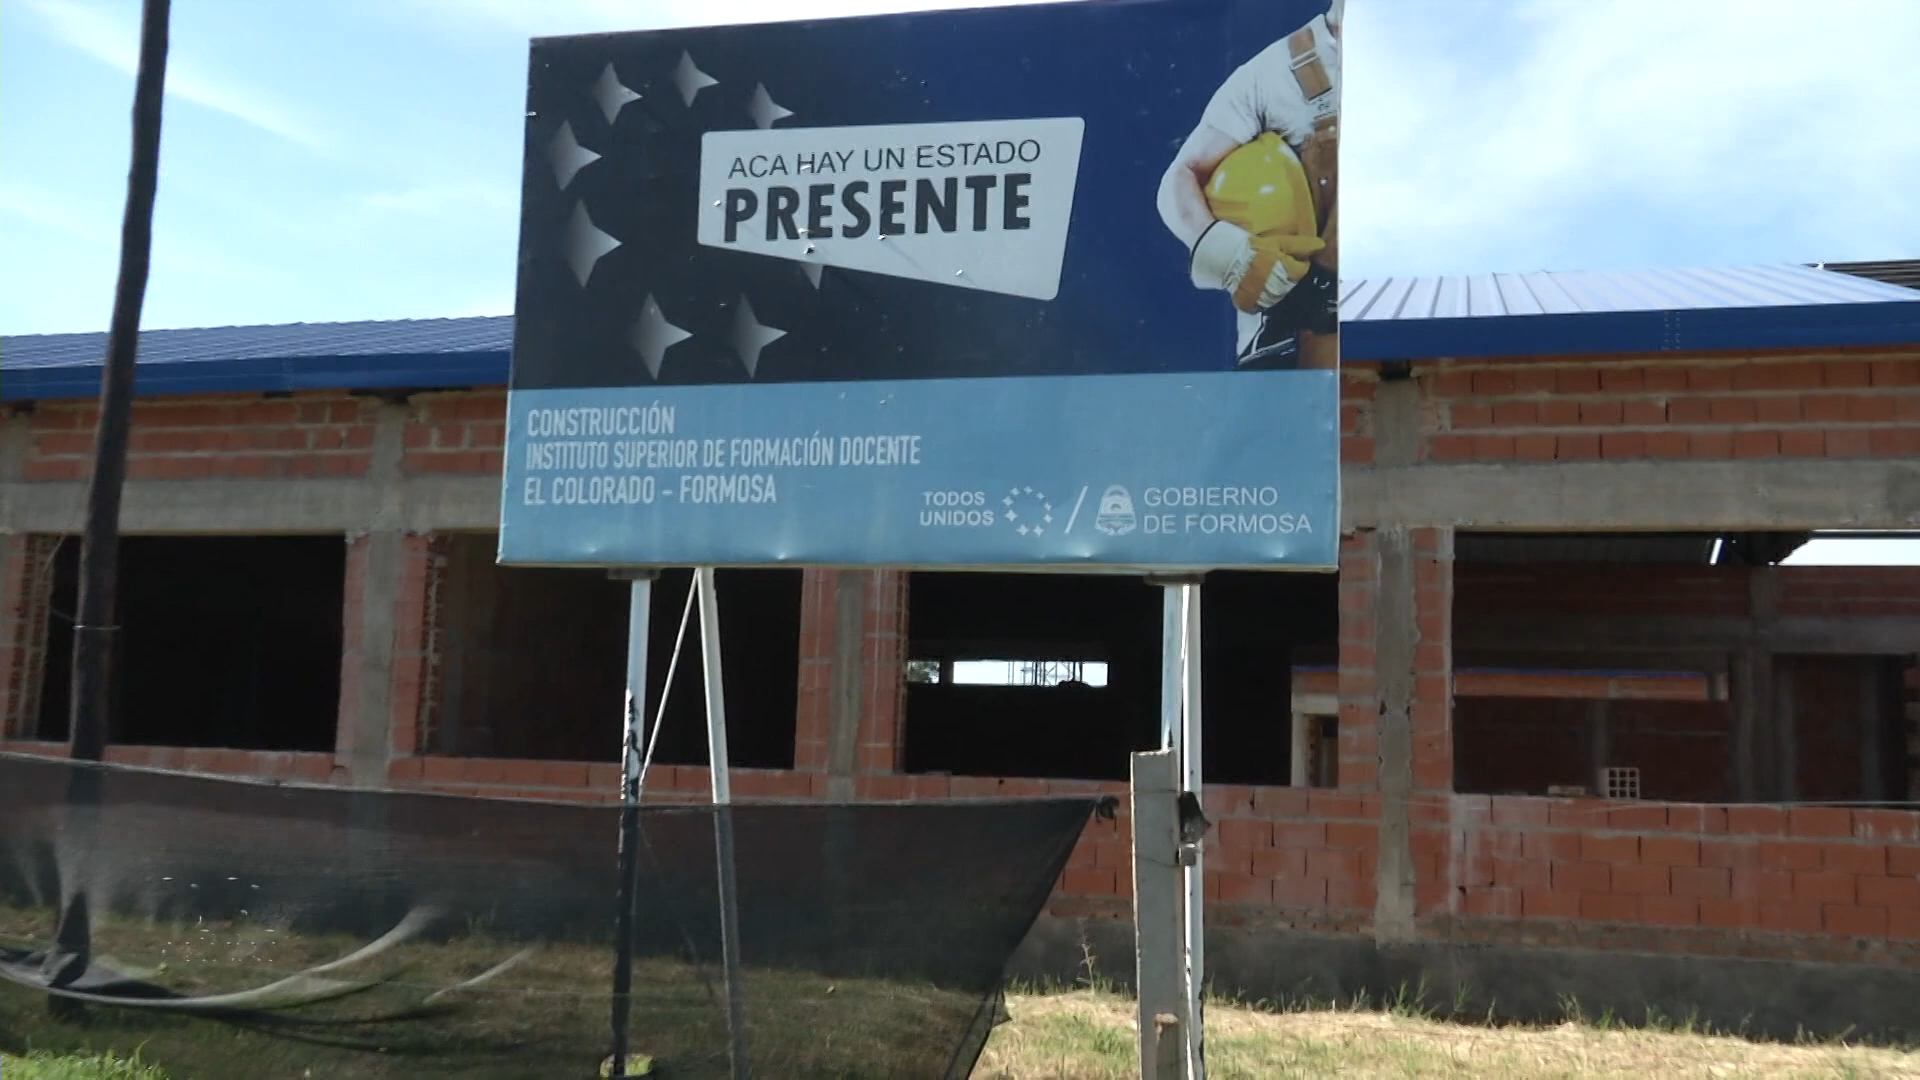 ACA HAY UN ESTADO
PRESENTE
CONSTRUCCIÓN
INSTITUTO SUPERIOR DE FORMACIÓN DOCENTE
EL COLORADO - FORMOSA
TODOS
UNIDOS
GOBIERNO
DE FORMOSA